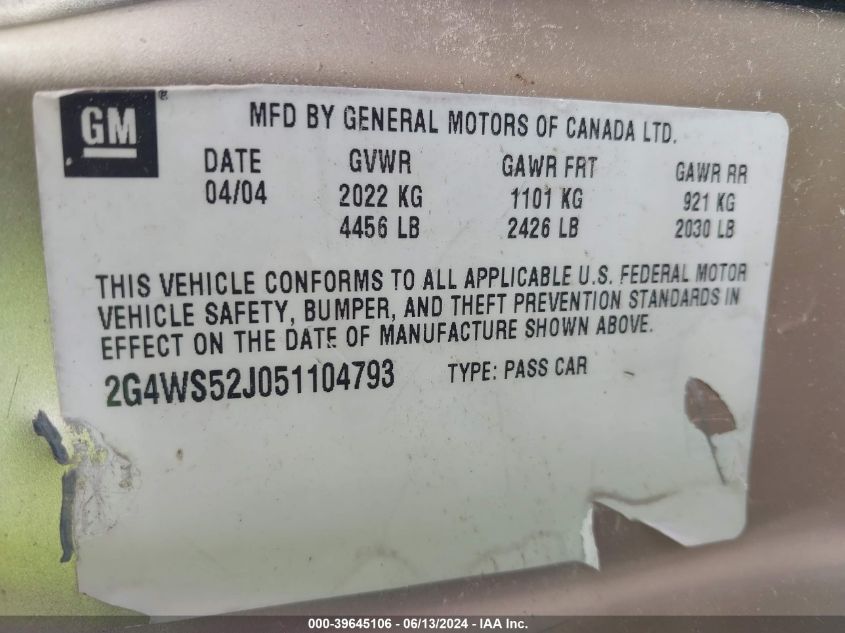 GM ®
MFD BY GENERAL MOTORS OF CANADA LTD.
DATE GVWR GAWR FRT GAWR RR
04/04 2022 KG 1101 KG 921 KG
4456 LB 2426 LB 2030 LB
THIS VEHICLE CONFORMS TO ALL APPLICABLE U.S. FEDERAL MOTOR
VEHICLE SAFETY, BUMPER, AND THEFT PREVENTION STANDARDS IN
EFFECT ON THE DATE OF MANUFACTURE SHOWN ABOVE.
2G4WS52J051104793 TYPE: PASS CAR
000-39645106 - 06/13/2024 - IAA Inc.